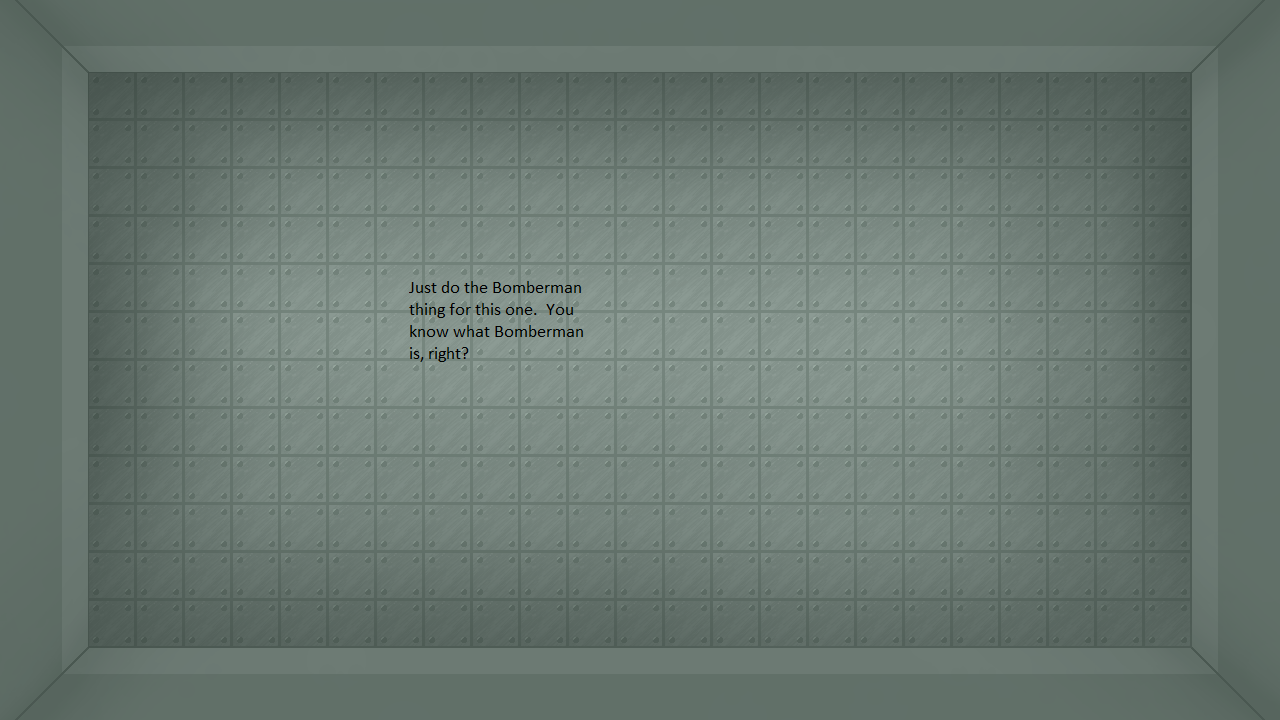 Just do the Bomberman
thing for this one.  You
know what Bomberman
is, right?